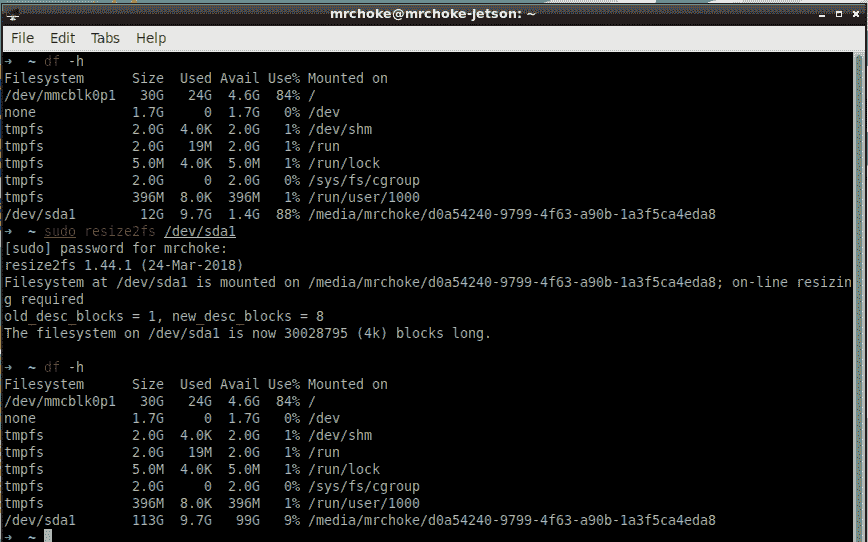 mrchoke@mrchoke-jetson: ~
File Edit Tabs Help
➜ ~ df -h
Filesystem Size Used Avail Use% Mounted on
/dev/mmcblk0p1 30G 24G 4.6G 84% /
none 1.7G 0 1.7G 0% /dev
tmpfs 2.0G 4.0K 2.0G 1% /dev/shm
tmpfs 2.0G 19M 2.0G 1% /run
tmpfs 5.0M 4.0K 5.0M 1% /run/lock
tmpfs 2.0G 0 2.0G 0% /sys/fs/cgroup
tmpfs 396M 8.0K 396M 1% /run/user/1000
/dev/sda1 12G 9.7G 1.4G 88% /media/mrchoke/d0a54240-9799-4f63-a90b-1a3f5ca4eda8
➜ ~ sudo resize2fs /dev/sda1
[sudo] password for mrchoke:
resize2fs 1.44.1 (24-Mar-2018)
Filesystem at /dev/sda1 is mounted on /media/mrchoke/d0a54240-9799-4f63-a90b-1a3f5ca4eda8; on-line resizin
g required
old_desc_blocks = 1, new_desc_blocks = 8
The filesystem on /dev/sda1 is now 30028795 (4k) blocks long.
➜ ~ df -h
Filesystem Size Used Avail Use% Mounted on
/dev/mmcblk0p1 30G 24G 4.6G 84% /
none 1.7G 0 1.7G 0% /dev
tmpfs 2.0G 4.0K 2.0G 1% /dev/shm
tmpfs 2.0G 19M 2.0G 1% /run
tmpfs 5.0M 4.0K 5.0M 1% /run/lock
tmpfs 2.0G 0 2.0G 0% /sys/fs/cgroup
tmpfs 396M 8.0K 396M 1% /run/user/1000
/dev/sda1 113G 9.7G 99G 9% /media/mrchoke/d0a54240-9799-4f63-a90b-1a3f5ca4eda8
➜ ~